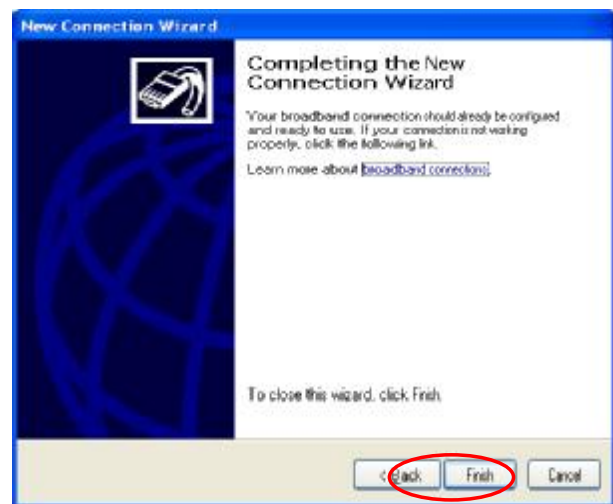 New Connection Wizard
Completing the New
Connection Wizard
Your broadband connection should already be configured
and ready to use. If your connection is not working
properly, click the following link.
Learn more about broadband connections.
To close this wizard, click Finish.
< Back
Finish
Cancel